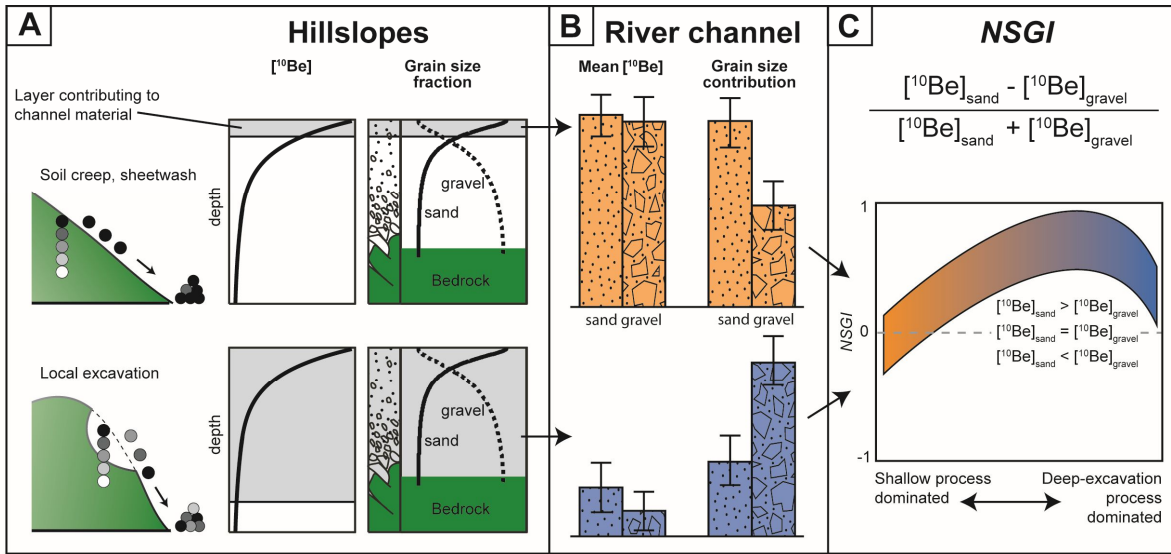 A
Hillslopes
[¹⁰Be]
Grain size
fraction
Layer contributing to
channel material
Soil creep, sheetwash
depth
gravel
sand
Bedrock
Local excavation
depth
gravel
sand
Bedrock
B
River channel
Mean [¹⁰Be]
Grain size
contribution
sand gravel
sand gravel
C
NSGI
[¹⁰Be]sand - [¹⁰Be]gravel
[¹⁰Be]sand + [¹⁰Be]gravel
1
NSGI
0
-1
[¹⁰Be]sand > [¹⁰Be]gravel
[¹⁰Be]sand = [¹⁰Be]gravel
[¹⁰Be]sand < [¹⁰Be]gravel
Shallow process
dominated
Deep-excavation
process
dominated